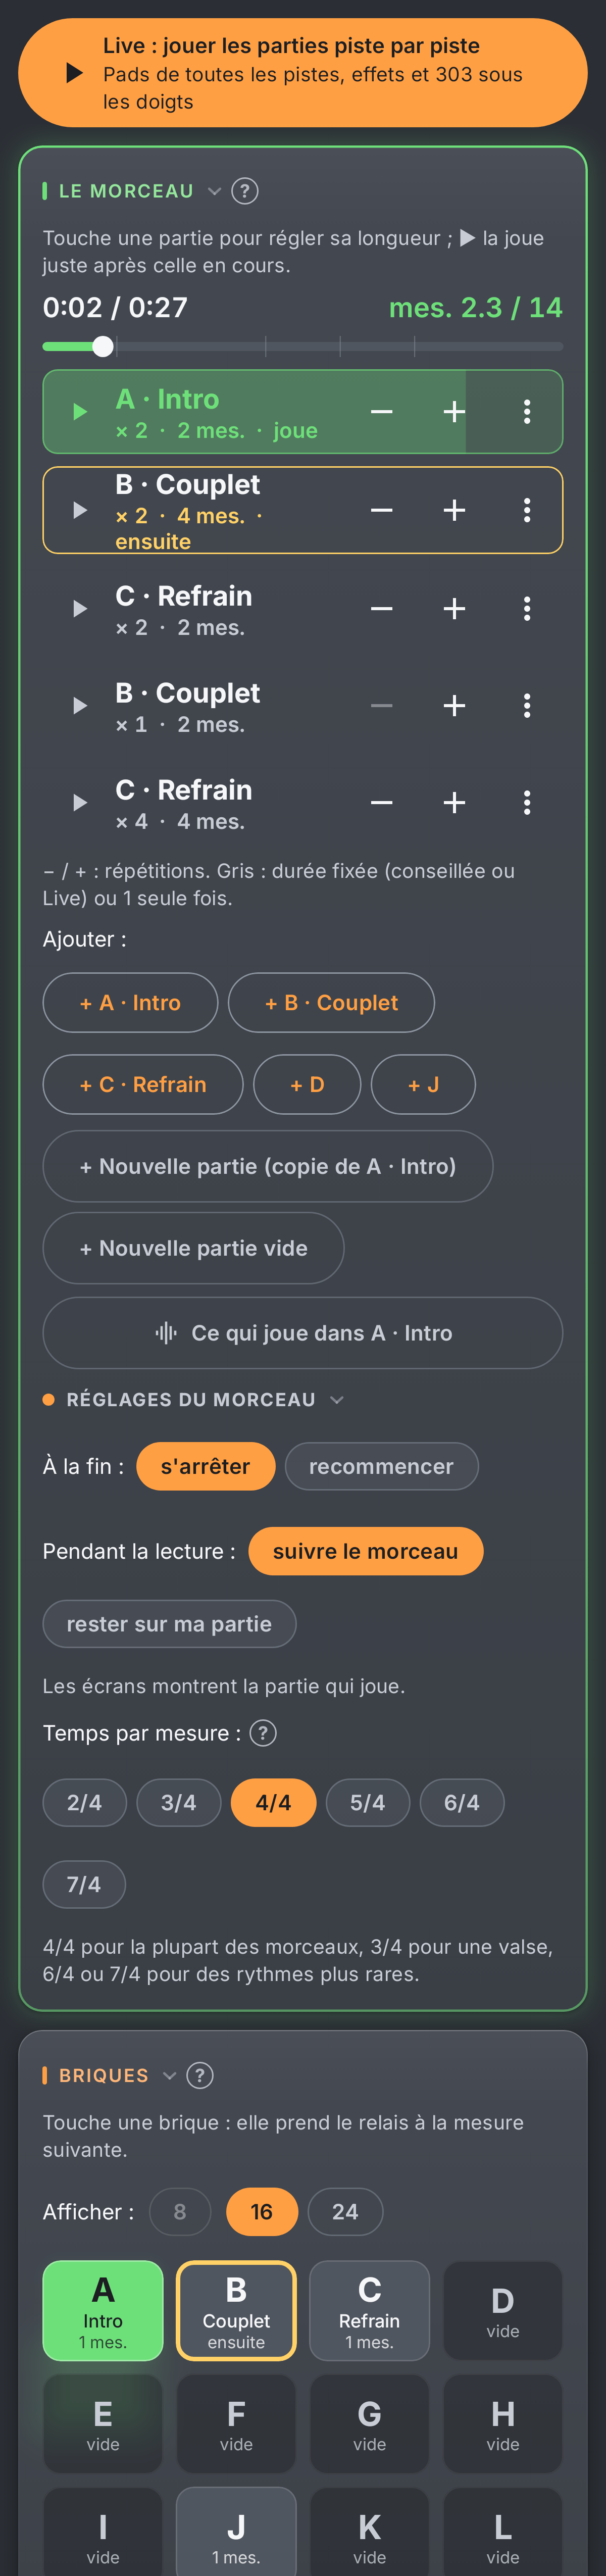 Live : jouer les parties piste par piste
Pads de toutes les pistes, effets et 303 sous
les doigts
LE MORCEAU ?
Touche une partie pour régler sa longueur ; ▶ la joue
juste après celle en cours.
0:02 / 0:27 mes. 2.3 / 14
A · Intro
× 2 · 2 mes. · joue
B · Couplet
× 2 · 4 mes. ·
ensuite
C · Refrain
× 2 · 2 mes.
B · Couplet
× 1 · 2 mes.
C · Refrain
× 4 · 4 mes.
− / + : répétitions. Gris : durée fixée (conseillée ou
Live) ou 1 seule fois.
Ajouter :
+ A · Intro + B · Couplet
+ C · Refrain + D + J
+ Nouvelle partie (copie de A · Intro)
+ Nouvelle partie vide
Ce qui joue dans A · Intro
RÉGLAGES DU MORCEAU
À la fin : s'arrêter recommencer
Pendant la lecture : suivre le morceau
rester sur ma partie
Les écrans montrent la partie qui joue.
Temps par mesure : ?
2/4 3/4 4/4 5/4 6/4
7/4
4/4 pour la plupart des morceaux, 3/4 pour une valse,
6/4 ou 7/4 pour des rythmes plus rares.
BRIQUES ?
Touche une brique : elle prend le relais à la mesure
suivante.
Afficher : 8 16 24
A B C D
Intro Couplet Refrain vide
1 mes. ensuite 1 mes.
E F G H
vide vide vide vide
I J K L
vide 1 mes. vide vide